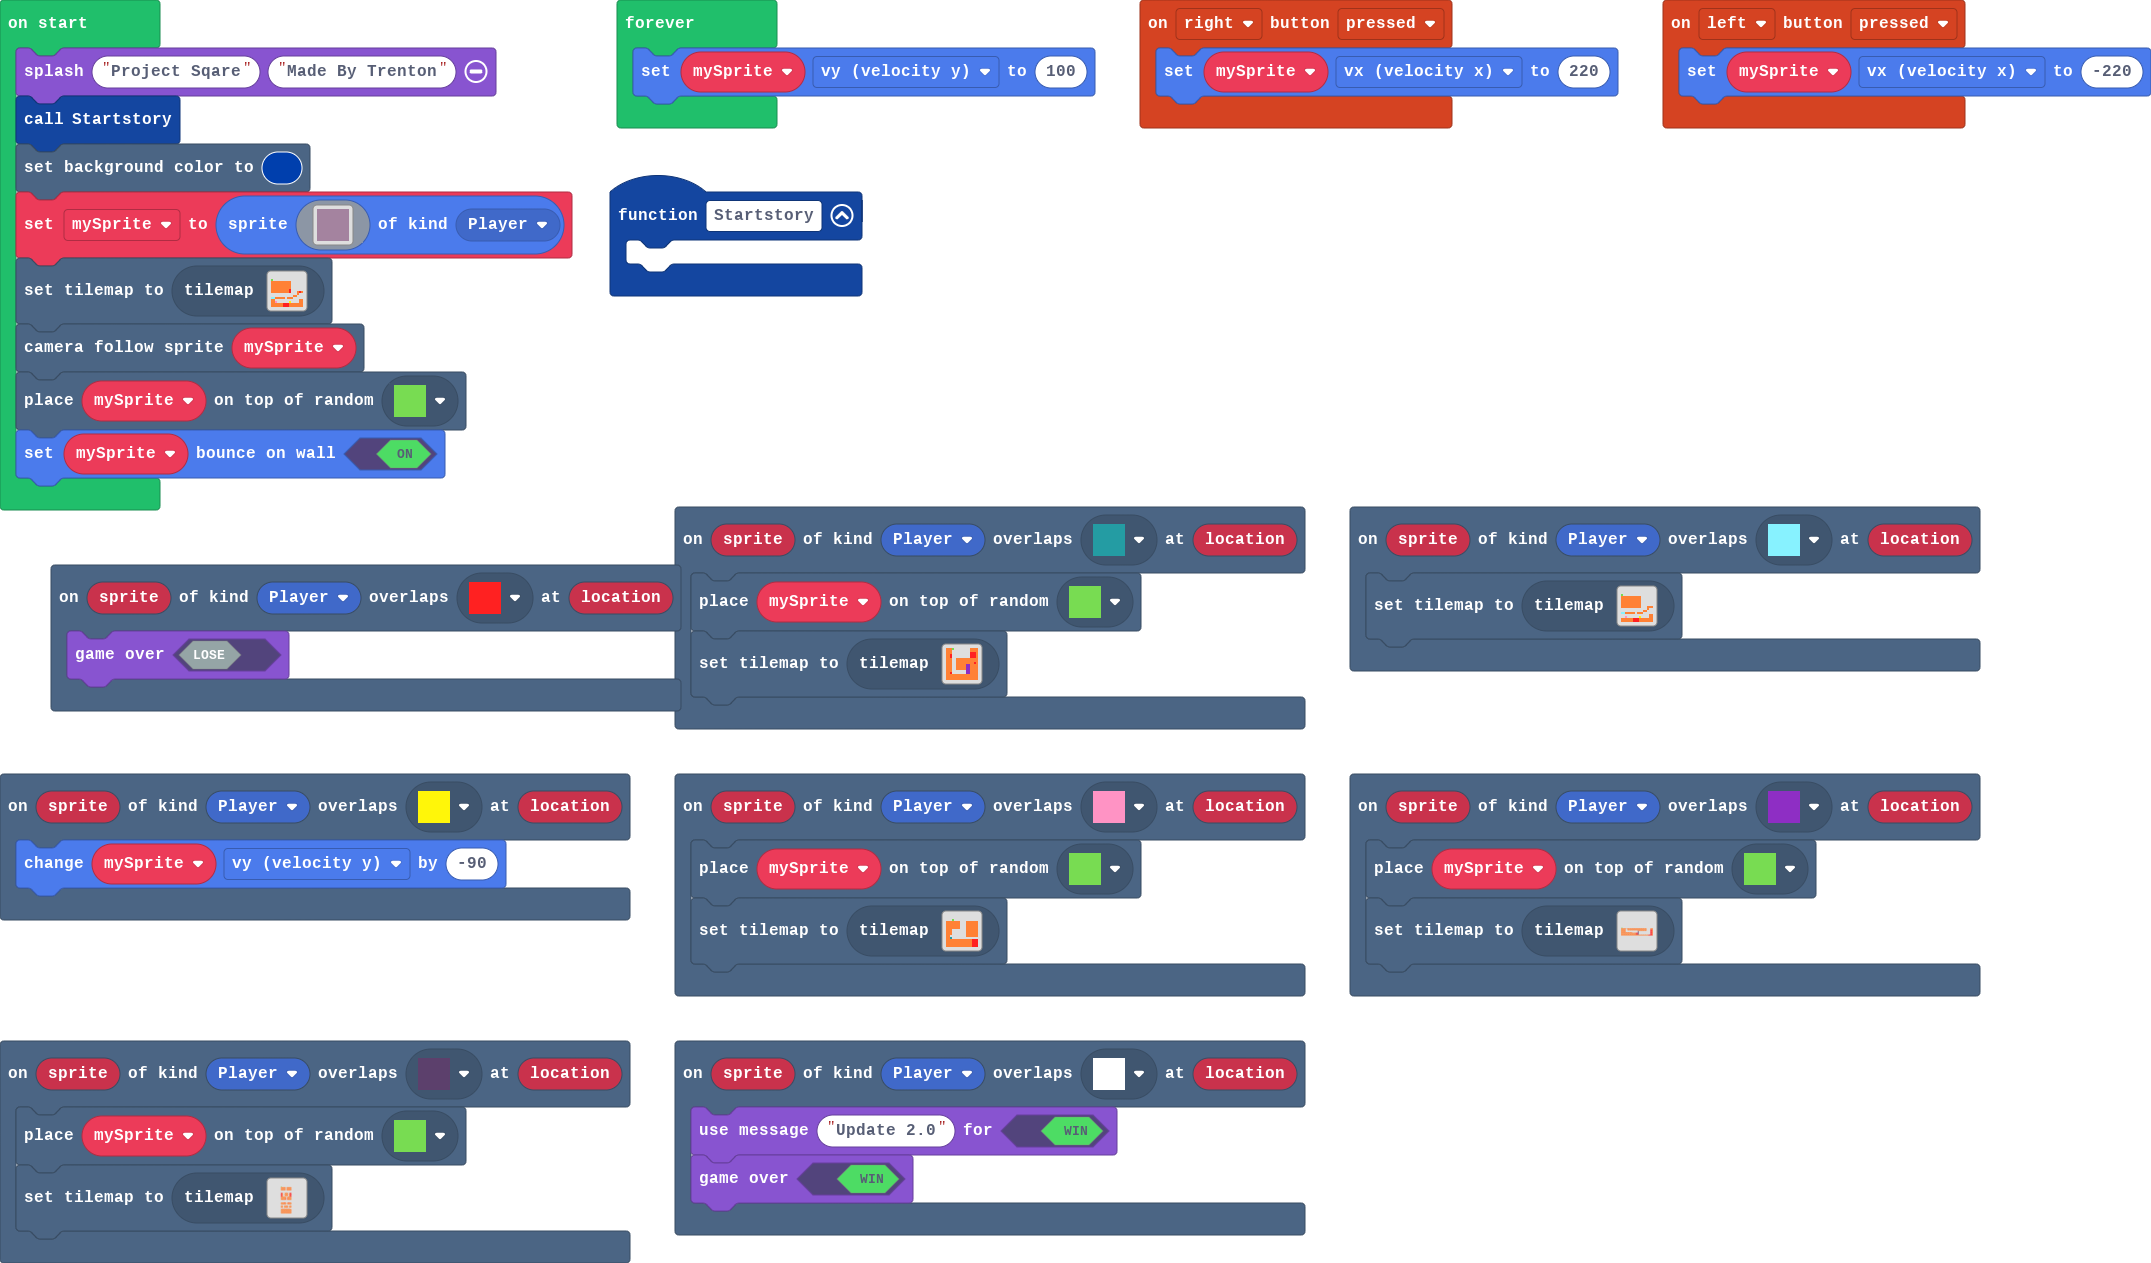 on start
splash "Project Sqare" "Made By Trenton"
call Startstory
set background color to
set mySprite to sprite of kind Player
set tilemap to tilemap
camera follow sprite mySprite
place mySprite on top of random
set mySprite bounce on wall ON
forever
set mySprite vy (velocity y) to 100
on right button pressed
set mySprite vx (velocity x) to 220
on left button pressed
set mySprite vx (velocity x) to -220
function Startstory
on sprite of kind Player overlaps at location
game over LOSE
on sprite of kind Player overlaps at location
place mySprite on top of random
set tilemap to tilemap
on sprite of kind Player overlaps at location
set tilemap to tilemap
on sprite of kind Player overlaps at location
change mySprite vy (velocity y) by -90
on sprite of kind Player overlaps at location
place mySprite on top of random
set tilemap to tilemap
on sprite of kind Player overlaps at location
place mySprite on top of random
set tilemap to tilemap
on sprite of kind Player overlaps at location
place mySprite on top of random
set tilemap to tilemap
on sprite of kind Player overlaps at location
use message "Update 2.0" for WIN
game over WIN